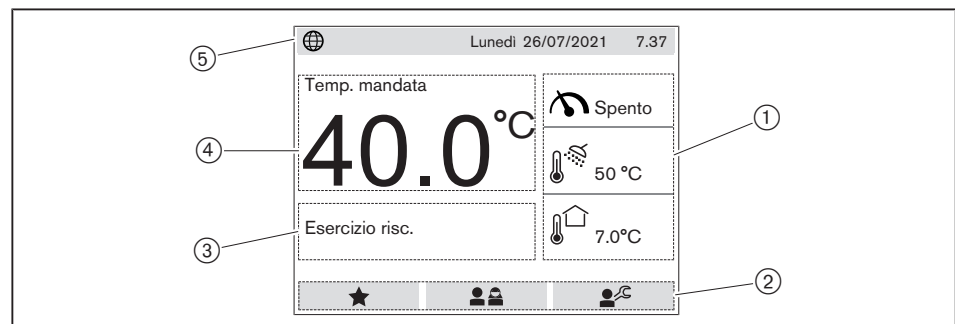 Lunedì 26/07/2021 7.37
5
Temp. mandata
40.0 °C
Spento
1
4
50 °C
Esercizio risc.
3
7.0°C
2